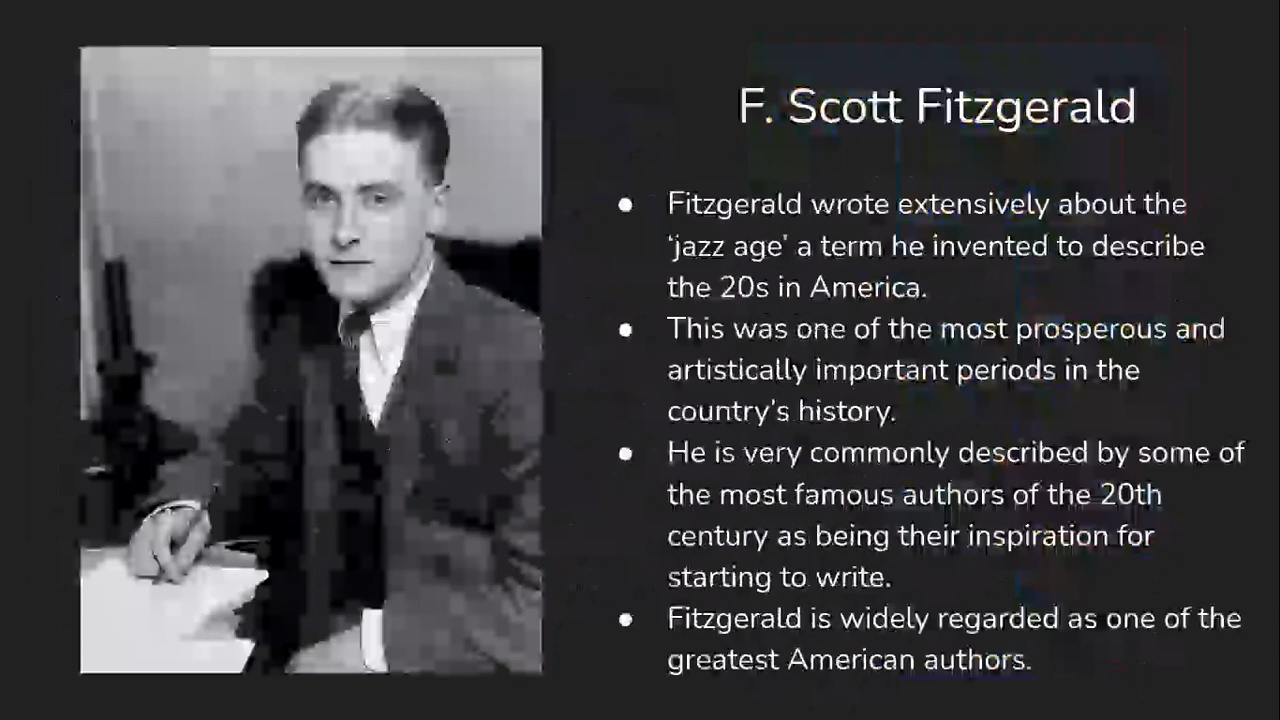 F. Scott Fitzgerald
● Fitzgerald wrote extensively about the
‘jazz age’ a term he invented to describe
the 20s in America.
● This was one of the most prosperous and
artistically important periods in the
country’s history.
● He is very commonly described by some of
the most famous authors of the 20th
century as being their inspiration for
starting to write.
● Fitzgerald is widely regarded as one of the
greatest American authors.